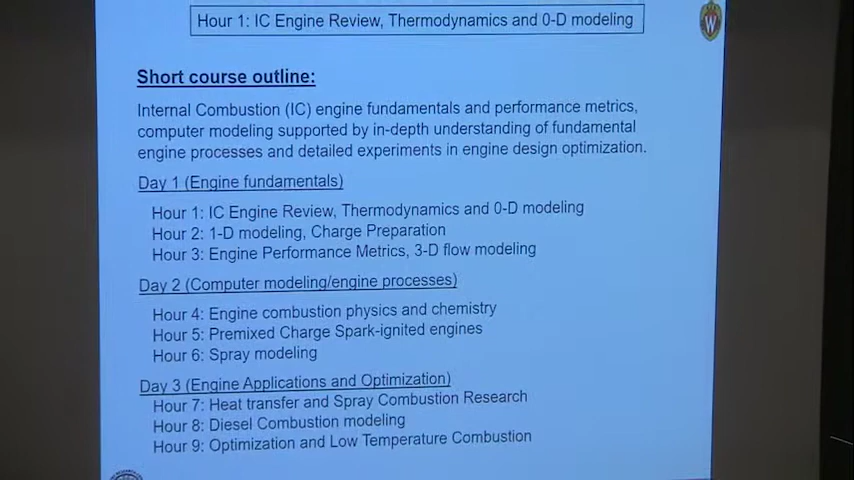 Hour 1: IC Engine Review, Thermodynamics and 0-D modeling
Short course outline:
Internal Combustion (IC) engine fundamentals and performance metrics,
computer modeling supported by in-depth understanding of fundamental
engine processes and detailed experiments in engine design optimization.
Day 1 (Engine fundamentals)
Hour 1: IC Engine Review, Thermodynamics and 0-D modeling
Hour 2: 1-D modeling, Charge Preparation
Hour 3: Engine Performance Metrics, 3-D flow modeling
Day 2 (Computer modeling/engine processes)
Hour 4: Engine combustion physics and chemistry
Hour 5: Premixed Charge Spark-ignited engines
Hour 6: Spray modeling
Day 3 (Engine Applications and Optimization)
Hour 7: Heat transfer and Spray Combustion Research
Hour 8: Diesel Combustion modeling
Hour 9: Optimization and Low Temperature Combustion
W